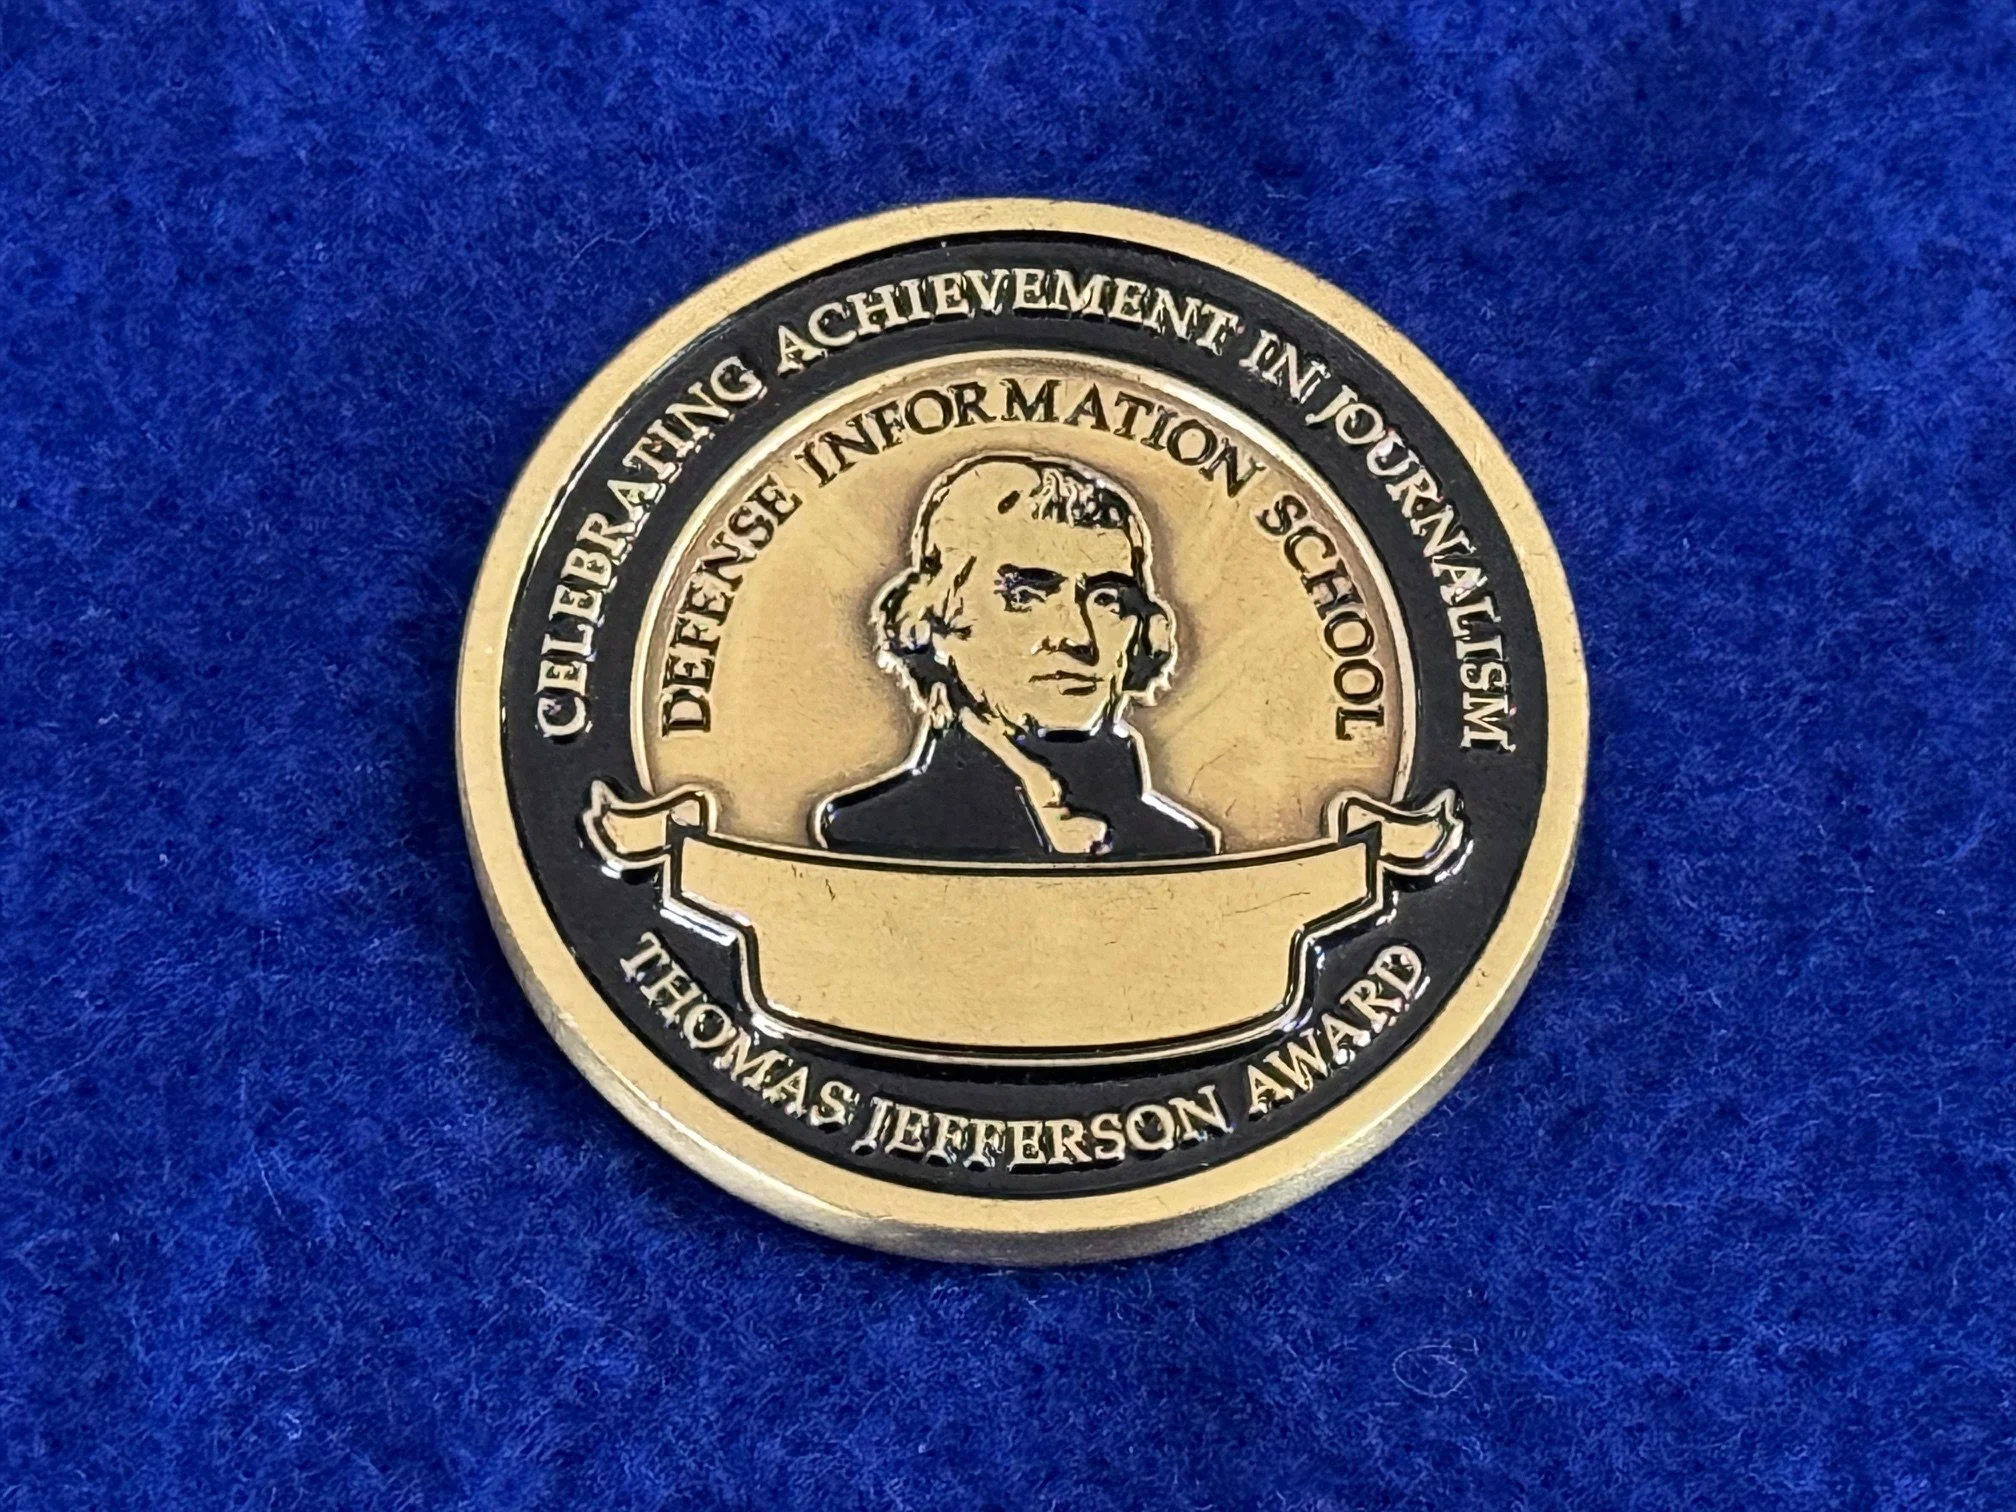 CELEBRATING ACHIEVEMENT IN JOURNALISM
DEFENSE INFORMATION SCHOOL
THOMAS JEFFERSON AWARD